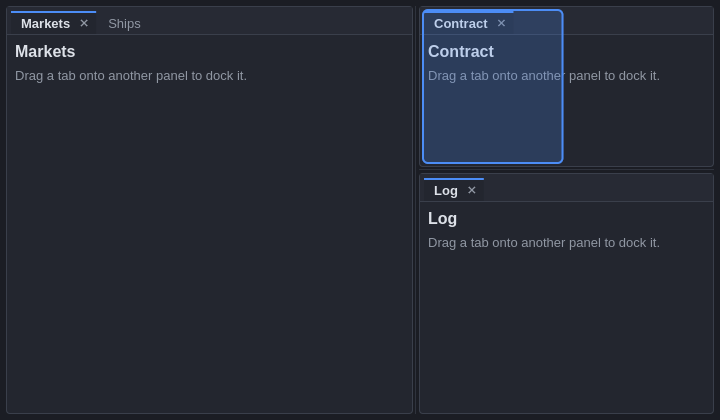 Markets ✕ Ships
Markets
Drag a tab onto another panel to dock it.
Contract ✕
Contract
Drag a tab onto another panel to dock it.
Log ✕
Log
Drag a tab onto another panel to dock it.